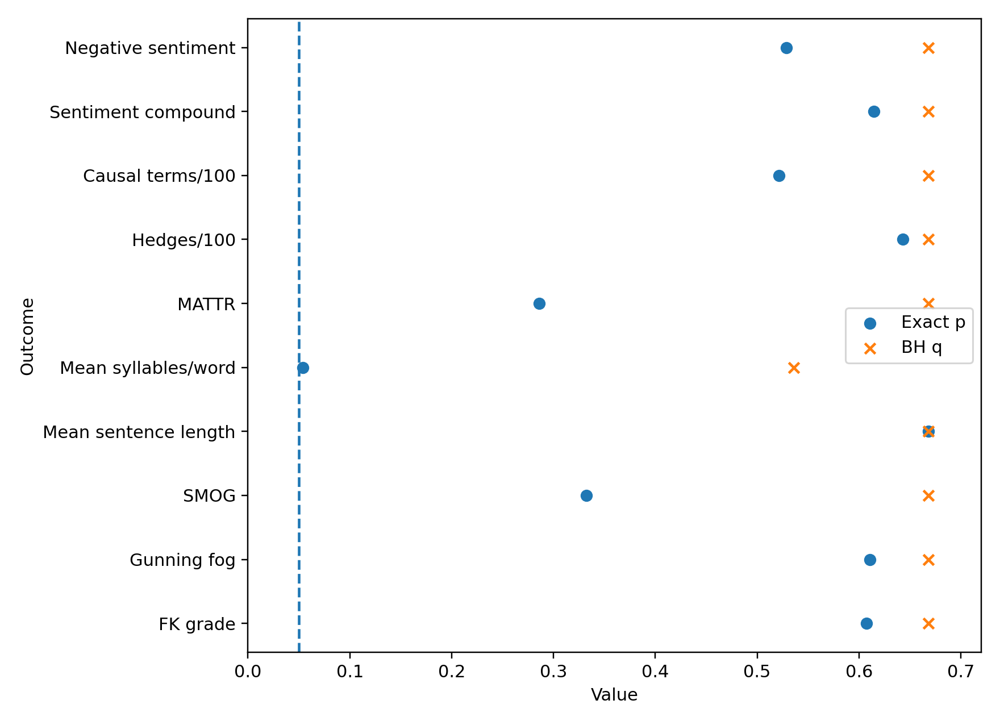 Negative sentiment
Sentiment compound
Causal terms/100
Hedges/100
MATTR
Mean syllables/word
Mean sentence length
SMOG
Gunning fog
FK grade
Outcome
Exact p
BH q
0.0 0.1 0.2 0.3 0.4 0.5 0.6 0.7
Value